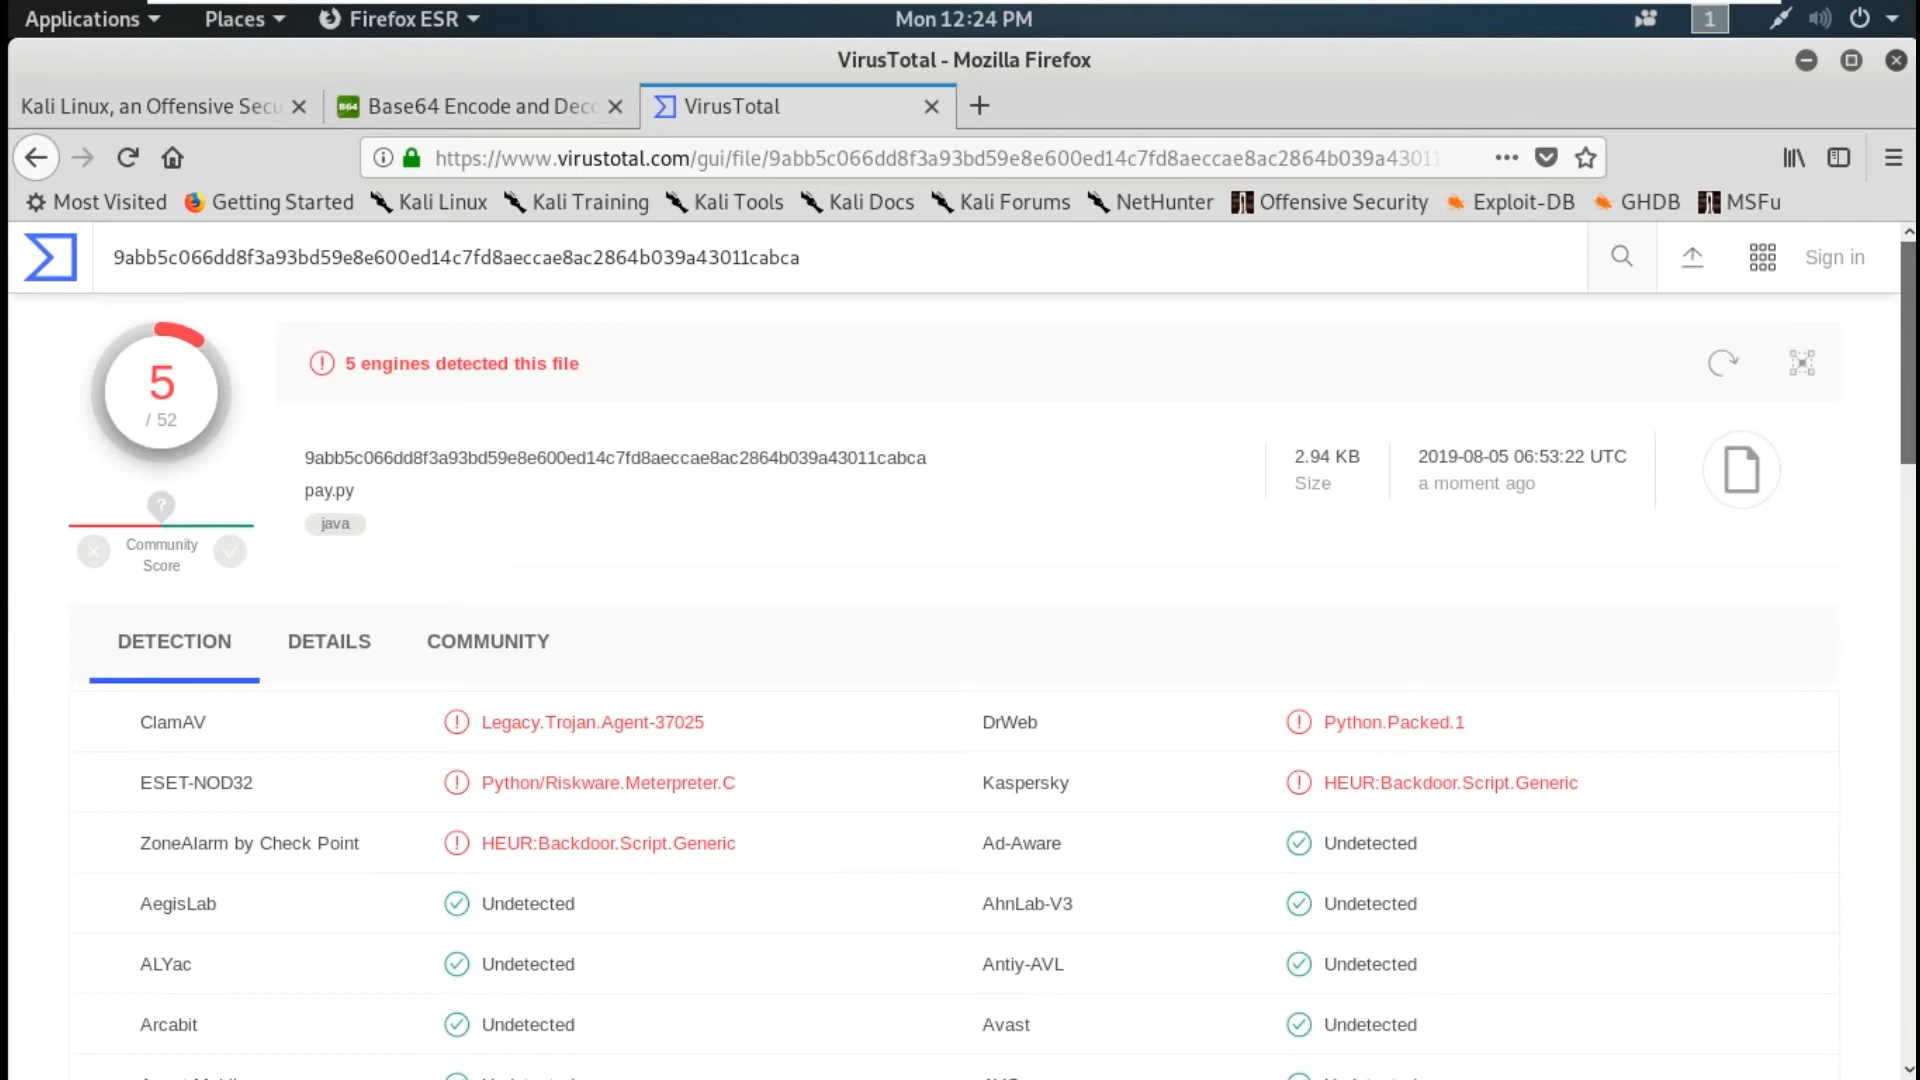 Applications Places Firefox ESR Mon 12:24 PM 1
VirusTotal - Mozilla Firefox
Kali Linux, an Offensive Secu B64 Base64 Encode and Deco VirusTotal
https://www.virustotal.com/gui/file/9abb5c066dd8f3a93bd59e8e600ed14c7fd8aeccae8ac2864b039a43011
Most Visited Getting Started Kali Linux Kali Training Kali Tools Kali Docs Kali Forums NetHunter Offensive Security Exploit-DB GHDB MSFu
9abb5c066dd8f3a93bd59e8e600ed14c7fd8aeccae8ac2864b039a43011cabca Sign in
5 engines detected this file
5
/ 52
9abb5c066dd8f3a93bd59e8e600ed14c7fd8aeccae8ac2864b039a43011cabca
pay.py
java
2.94 KB
Size
2019-08-05 06:53:22 UTC
a moment ago
?
Community
Score
DETECTION DETAILS COMMUNITY
ClamAV Legacy.Trojan.Agent-37025 DrWeb Python.Packed.1
ESET-NOD32 Python/Riskware.Meterpreter.C Kaspersky HEUR:Backdoor.Script.Generic
ZoneAlarm by Check Point HEUR:Backdoor.Script.Generic Ad-Aware Undetected
AegisLab Undetected AhnLab-V3 Undetected
ALYac Undetected Antiy-AVL Undetected
Arcabit Undetected Avast Undetected